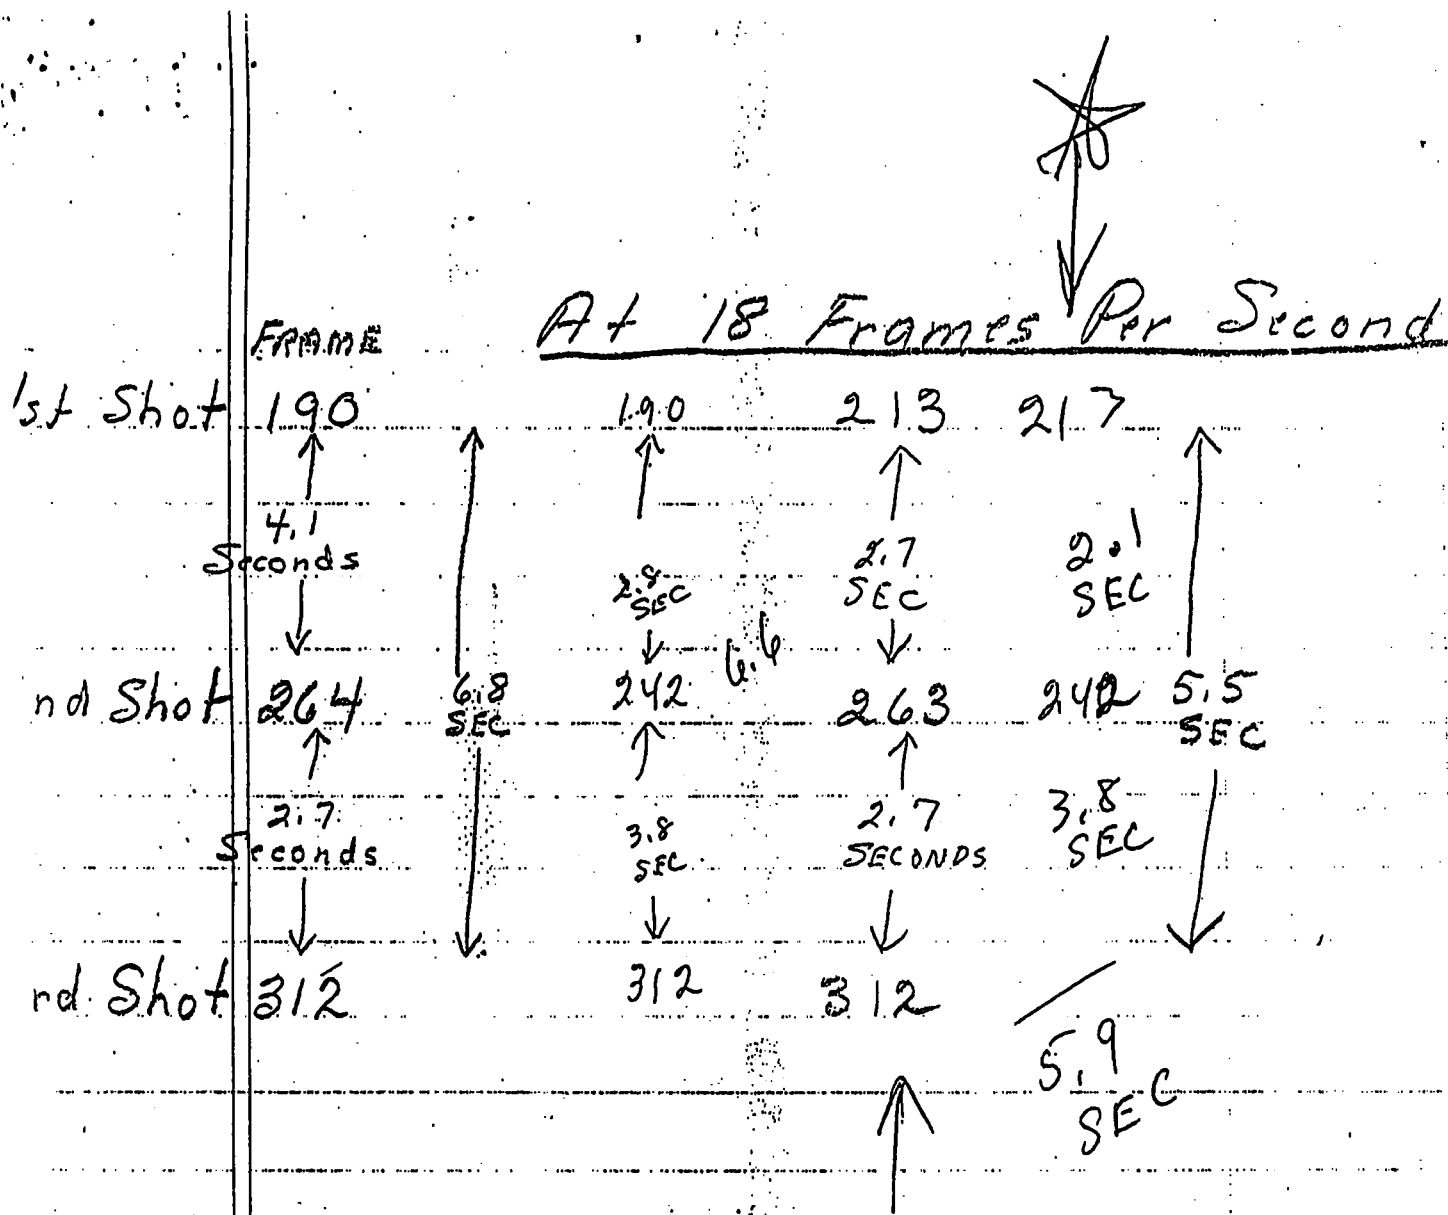 At 18 Frames Per Second
FRAME
1st Shot 190 190 213 217
4.1 Seconds 2.8 SEC 2.7 SEC 2.1 SEC
6.6
nd Shot 264 6.8 SEC 242 263 242 5.5 SEC
2.7 Seconds 3.8 SEC 2.7 SECONDS 3.8 SEC
rd Shot 312 312 312
5.9 SEC